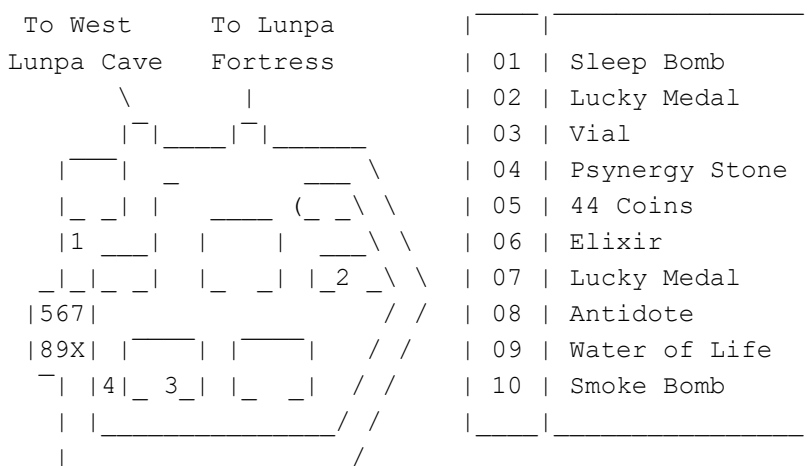 To West To Lunpa
Lunpa Cave Fortress
01 Sleep Bomb
02 Lucky Medal
03 Vial
04 Psynergy Stone
05 44 Coins
06 Elixir
07 Lucky Medal
08 Antidote
09 Water of Life
10 Smoke Bomb
1
2
567
89X
4 3